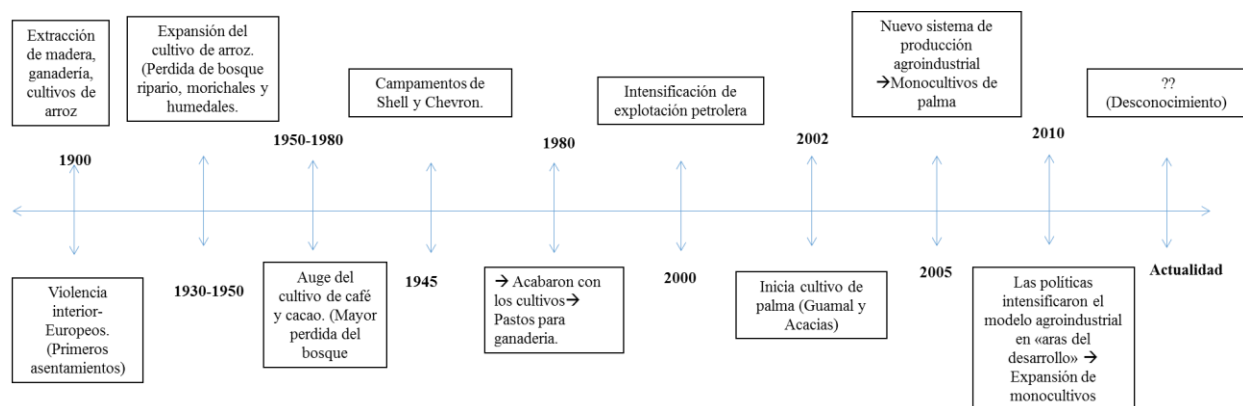 Extracción
de madera,
ganadería,
cultivos de
arroz
1900
Violencia
interior-
Europeos.
(Primeros
asentamientos)
Expansión del
cultivo de arroz.
(Perdida de bosque
ripario, morichales y
humedales.
1930-1950
1950-1980
Auge del
cultivo de café
y cacao. (Mayor
perdida del
bosque
Campamentos de
Shell y Chevron.
1945
1980
→ Acabaron con
los cultivos→
Pastos para
ganaderia.
Intensificación de
explotación petrolera
2000
2002
Inicia cultivo de
palma (Guamal y
Acacias)
Nuevo sistema de
producción
agroindustrial
→Monocultivos de
palma
2005
2010
Las políticas
intensificaron el
modelo agroindustrial
en «aras del
desarrollo» →
Expansión de
monocultivos
??
(Desconocimiento)
Actualidad